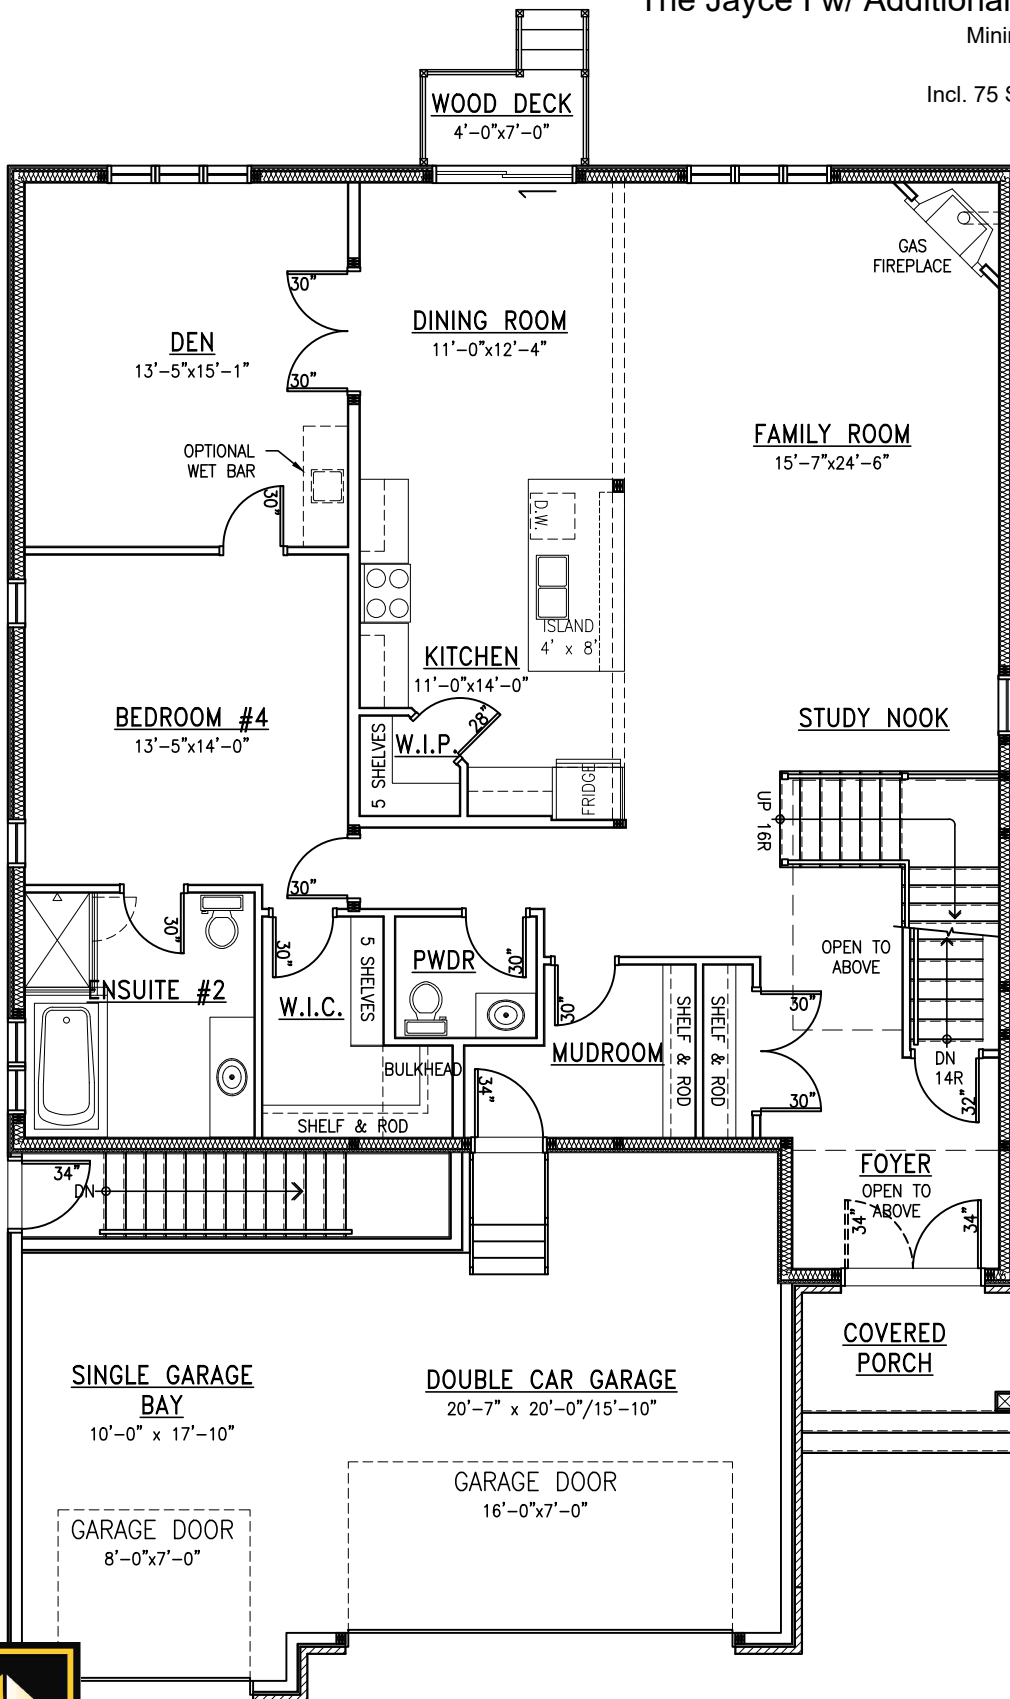 The Jayce I w/ Additional
Incl. 75
WOOD DECK
4'-0"x7'-0"
GAS
FIREPLACE
30"
DINING ROOM
11'-0"x12'-4"
DEN
13'-5"x15'-1"
30"
FAMILY ROOM
15'-7"x24'-6"
OPTIONAL
WET BAR
30"
D.W.
ISLAND
4' x 8'
KITCHEN
11'-0"x14'-0"
28"
BEDROOM #4
13'-5"x14'-0"
STUDY NOOK
W.I.P.
5 SHELVES
FRIDGE
UP 16R
30"
30"
OPEN TO
ABOVE
5 SHELVES
PWDR
30"
30"
ENSUITE #2
W.I.C.
30"
30"
SHELF & ROD
SHELF & ROD
MUDROOM
DN
14R
BULKHEAD
34"
30"
32"
SHELF & ROD
34"
DN
FOYER
OPEN TO
ABOVE
34"
34"
COVERED
PORCH
SINGLE GARAGE
BAY
10'-0" x 17'-10"
DOUBLE CAR GARAGE
20'-7" x 20'-0"/15'-10"
GARAGE DOOR
16'-0"x7'-0"
GARAGE DOOR
8'-0"x7'-0"